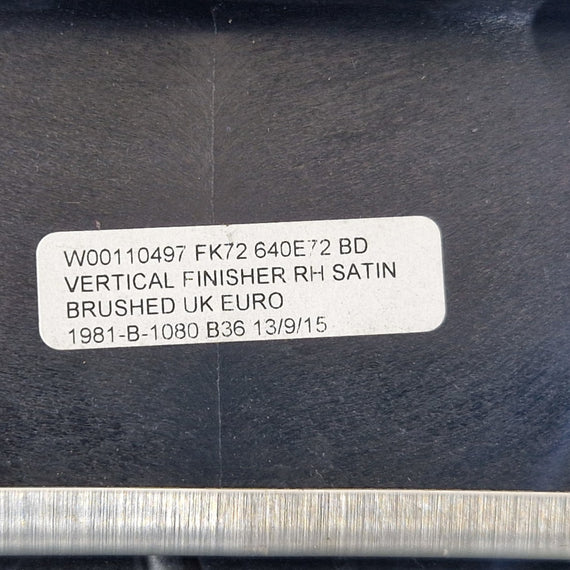 W00110497 FK72 640E72 BD
VERTICAL FINISHER RH SATIN
BRUSHED UK EURO
1981-B-1080 B36 13/9/15